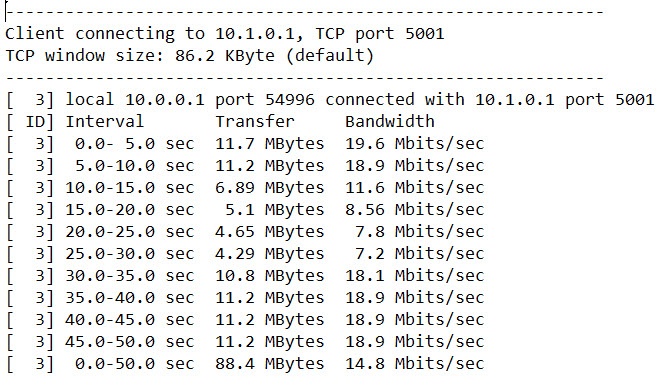 ------------------------------------------------------------
Client connecting to 10.1.0.1, TCP port 5001
TCP window size: 86.2 KByte (default)
------------------------------------------------------------
[  3] local 10.0.0.1 port 54996 connected with 10.1.0.1 port 5001
[ ID] Interval       Transfer     Bandwidth
[  3]  0.0- 5.0 sec  11.7 MBytes  19.6 Mbits/sec
[  3]  5.0-10.0 sec  11.2 MBytes  18.9 Mbits/sec
[  3] 10.0-15.0 sec  6.89 MBytes  11.6 Mbits/sec
[  3] 15.0-20.0 sec   5.1 MBytes  8.56 Mbits/sec
[  3] 20.0-25.0 sec  4.65 MBytes   7.8 Mbits/sec
[  3] 25.0-30.0 sec  4.29 MBytes   7.2 Mbits/sec
[  3] 30.0-35.0 sec  10.8 MBytes  18.1 Mbits/sec
[  3] 35.0-40.0 sec  11.2 MBytes  18.9 Mbits/sec
[  3] 40.0-45.0 sec  11.2 MBytes  18.9 Mbits/sec
[  3] 45.0-50.0 sec  11.2 MBytes  18.9 Mbits/sec
[  3]  0.0-50.0 sec  88.4 MBytes  14.8 Mbits/sec